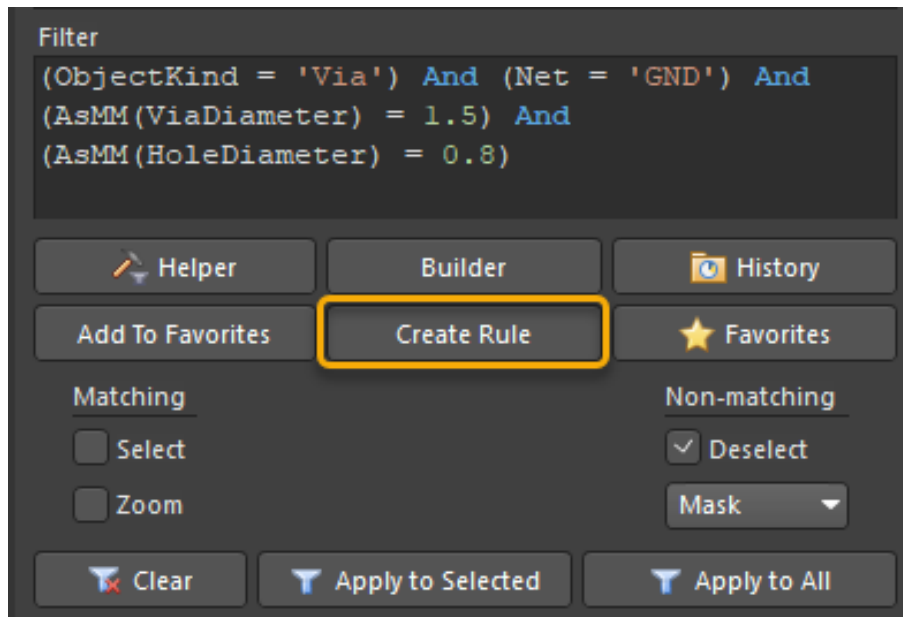 Filter
(ObjectKind = 'Via') And (Net = 'GND') And
(AsMM(ViaDiameter) = 1.5) And
(AsMM(HoleDiameter) = 0.8)
Helper Builder History
Add To Favorites Create Rule Favorites
Matching Non-matching
Select Deselect
Zoom Mask
Clear Apply to Selected Apply to All